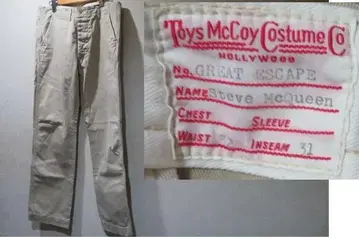 Toys McCoy Costume Co
HOLLYWOOD
No. GREAT ESCAPE
NAME Steve McQueen
CHEST SLEEVE
WAIST INSEAM 31